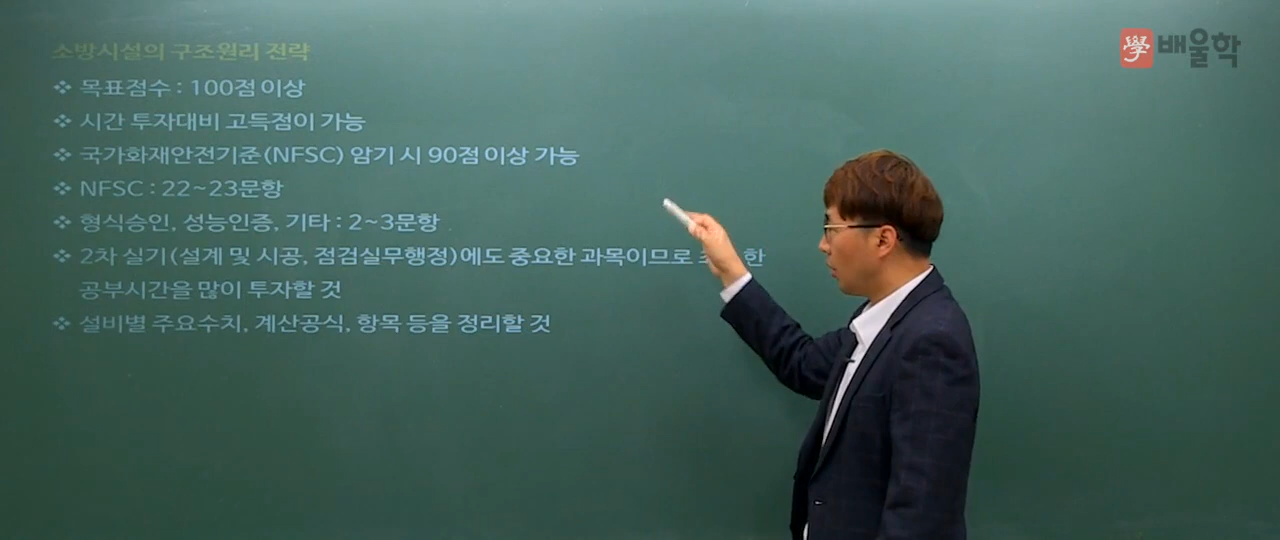 소방시설의 구조원리 전략
學 배울학
❖ 목표점수 : 100점 이상
❖ 시간 투자대비 고득점이 가능
❖ 국가화재안전기준(NFSC) 암기 시 90점 이상 가능
❖ NFSC : 22~23문항
❖ 형식승인, 성능인증, 기타 : 2~3문항
❖ 2차 실기(설계 및 시공, 점검실무행정)에도 중요한 과목이므로 한
공부시간을 많이 투자할 것
❖ 설비별 주요수치, 계산공식, 항목 등을 정리할 것